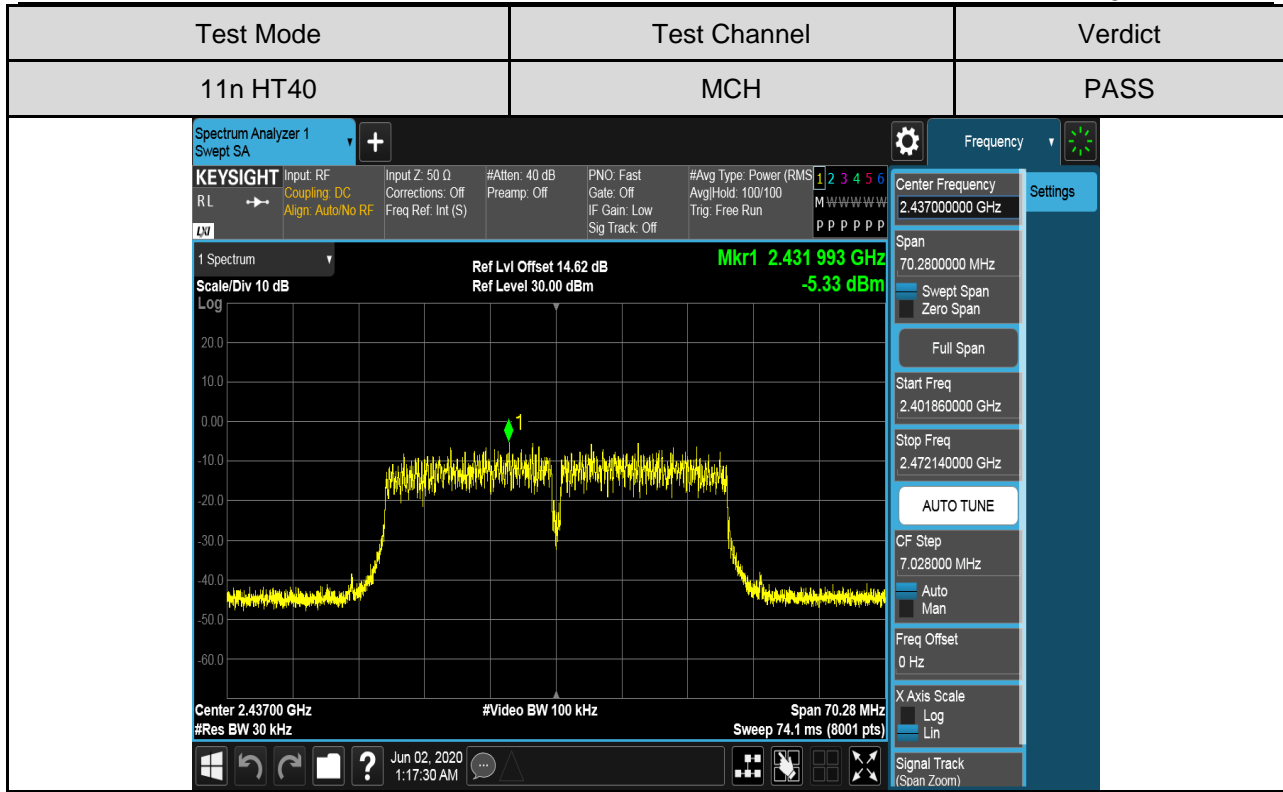 Test Mode Test Channel Verdict
11n HT40 MCH PASS
Spectrum Analyzer 1
Swept SA
Frequency
KEYSIGHT
RL
LXI
Input: RF
Coupling: DC
Align: Auto/No RF
Input Z: 50 Ω
Corrections: Off
Freq Ref: Int (S)
#Atten: 40 dB
Preamp: Off
PNO: Fast
Gate: Off
IF Gain: Low
Sig Track: Off
#Avg Type: Power (RMS
Avg|Hold: 100/100
Trig: Free Run
1 2 3 4 5 6
M W W W W W
P P P P P P
1 Spectrum
Scale/Div 10 dB
Log
Ref Lvl Offset 14.62 dB
Ref Level 30.00 dBm
Mkr1 2.431 993 GHz
-5.33 dBm
20.0
10.0
0.00
1
-10.0
-20.0
-30.0
-40.0
-50.0
-60.0
Center 2.43700 GHz
#Res BW 30 kHz
#Video BW 100 kHz
Span 70.28 MHz
Sweep 74.1 ms (8001 pts)
Jun 02, 2020
1:17:30 AM
Settings
Center Frequency
2.437000000 GHz
Span
70.2800000 MHz
Swept Span
Zero Span
Full Span
Start Freq
2.401860000 GHz
Stop Freq
2.472140000 GHz
AUTO TUNE
CF Step
7.028000 MHz
Auto
Man
Freq Offset
0 Hz
X Axis Scale
Log
Lin
Signal Track
(Span Zoom)